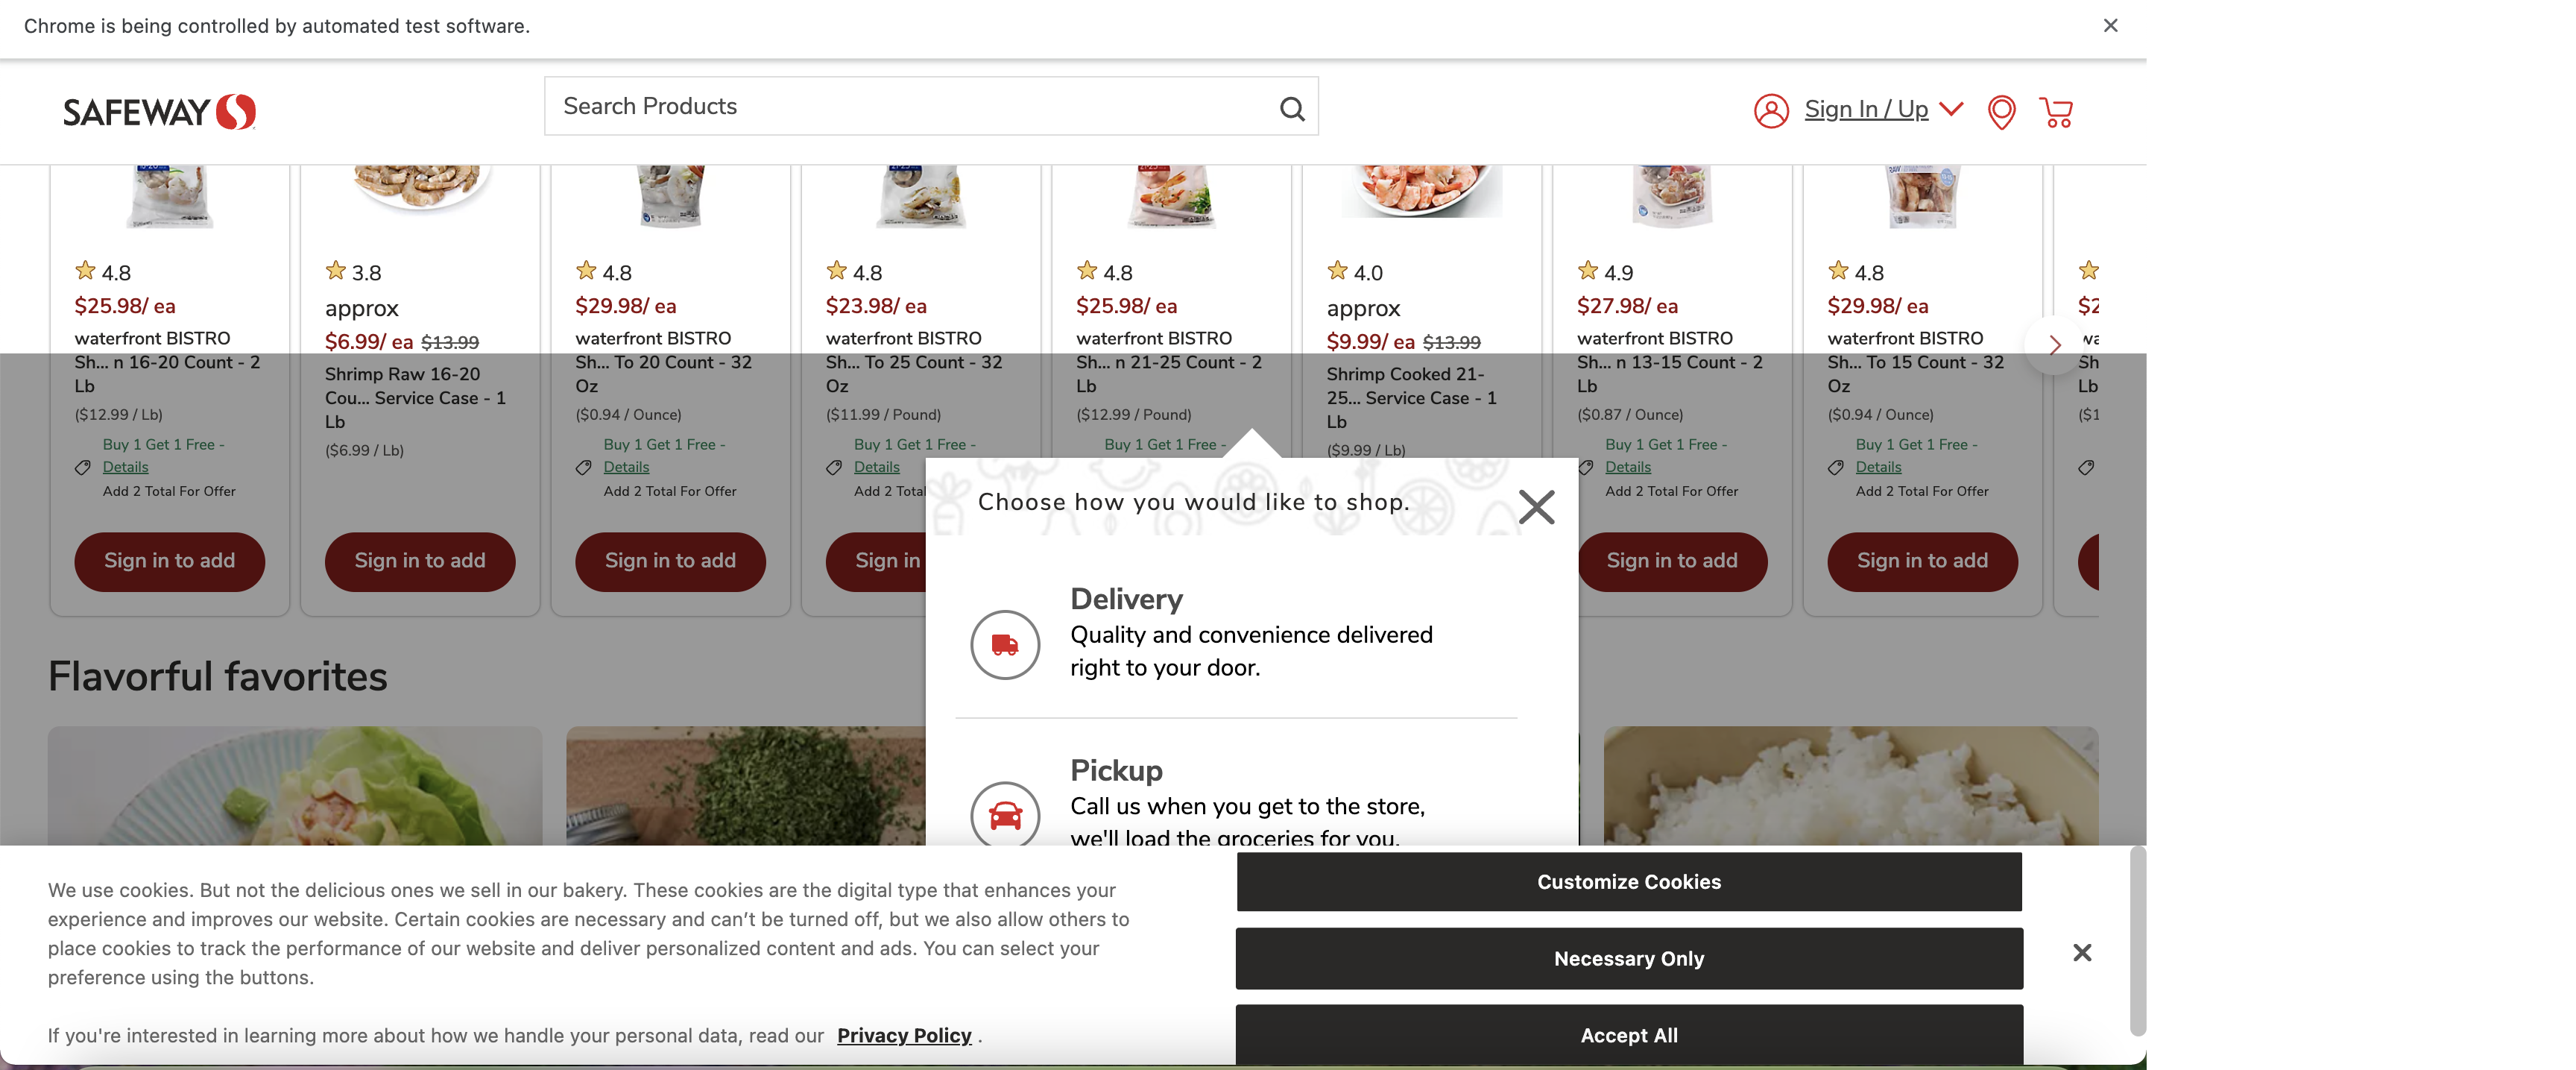 Chrome is being controlled by automated test software.
SAFEWAY
Search Products
Sign In / Up
4.8
$25.98/ ea
waterfront BISTRO
Sh... n 16-20 Count - 2
Lb
($12.99 / Lb)
Buy 1 Get 1 Free -
Details
Add 2 Total For Offer
Sign in to add
3.8
approx
$6.99/ ea $13.99
Shrimp Raw 16-20
Cou... Service Case - 1
Lb
($6.99 / Lb)
Sign in to add
4.8
$29.98/ ea
waterfront BISTRO
Sh... To 20 Count - 32
Oz
($0.94 / Ounce)
Buy 1 Get 1 Free -
Details
Add 2 Total For Offer
Sign in to add
4.8
$23.98/ ea
waterfront BISTRO
Sh... To 25 Count - 32
Oz
($11.99 / Pound)
Buy 1 Get 1 Free -
Details
Add 2 Total
Sign in
4.8
$25.98/ ea
waterfront BISTRO
Sh... n 21-25 Count - 2
Lb
($12.99 / Pound)
Buy 1 Get 1 Free -
4.0
approx
$9.99/ ea $13.99
Shrimp Cooked 21-
25... Service Case - 1
Lb
($9.99 / Lb)
4.9
$27.98/ ea
waterfront BISTRO
Sh... n 13-15 Count - 2
Lb
($0.87 / Ounce)
Buy 1 Get 1 Free -
Details
Add 2 Total For Offer
Sign in to add
4.8
$29.98/ ea
waterfront BISTRO
Sh... To 15 Count - 32
Oz
($0.94 / Ounce)
Buy 1 Get 1 Free -
Details
Add 2 Total For Offer
Sign in to add
Sh
Lb
Choose how you would like to shop.
Delivery
Quality and convenience delivered
right to your door.
Pickup
Call us when you get to the store,
we'll load the groceries for you.
Flavorful favorites
We use cookies. But not the delicious ones we sell in our bakery. These cookies are the digital type that enhances your
experience and improves our website. Certain cookies are necessary and can't be turned off, but we also allow others to
place cookies to track the performance of our website and deliver personalized content and ads. You can select your
preference using the buttons.
If you're interested in learning more about how we handle your personal data, read our Privacy Policy .
Customize Cookies
Necessary Only
Accept All